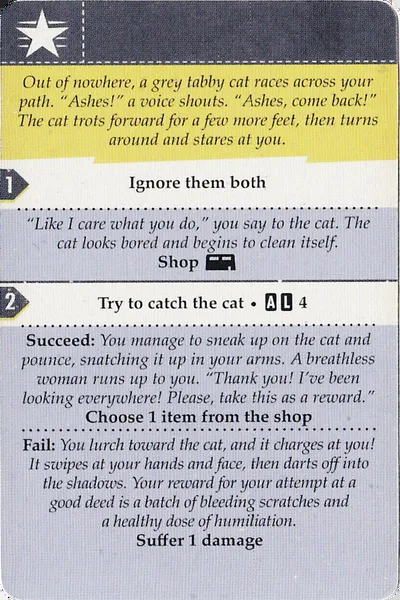 Out of nowhere, a grey tabby cat races across your
path. “Ashes!” a voice shouts. “Ashes, come back!”
The cat trots forward for a few more feet, then turns
around and stares at you.
1 Ignore them both
“Like I care what you do,” you say to the cat. The
cat looks bored and begins to clean itself.
Shop
2 Try to catch the cat • A L 4
Succeed: You manage to sneak up on the cat and
pounce, snatching it up in your arms. A breathless
woman runs up to you. “Thank you! I’ve been
looking everywhere! Please, take this as a reward.”
Choose 1 item from the shop
Fail: You lurch toward the cat, and it charges at you!
It swipes at your hands and face, then darts off into
the shadows. Your reward for your attempt at a
good deed is a batch of bleeding scratches and
a healthy dose of humiliation.
Suffer 1 damage